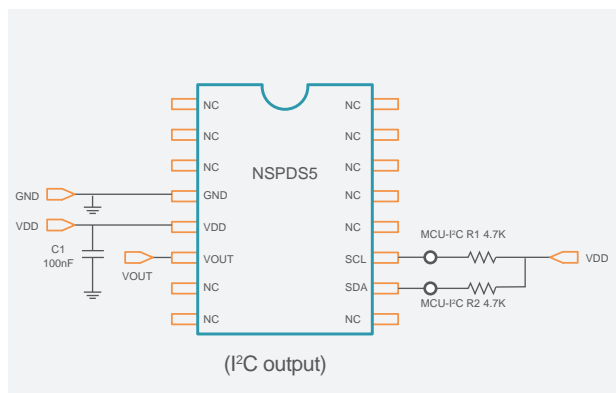 NC NC
NC NC
NSPDS5
NC NC
GND GND NC
VDD VDD NC
MCU-I²C R1 4.7K
C1
100nF
VOUT SCL VDD
VOUT
NC SDA
MCU-I²C R2 4.7K
NC NC
(I²C output)